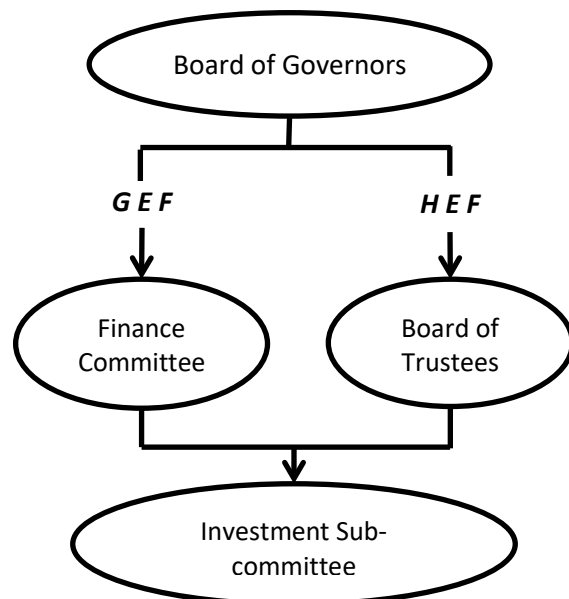 Board of Governors
G E F
H E F
Finance
Committee
Board of
Trustees
Investment Sub-
committee